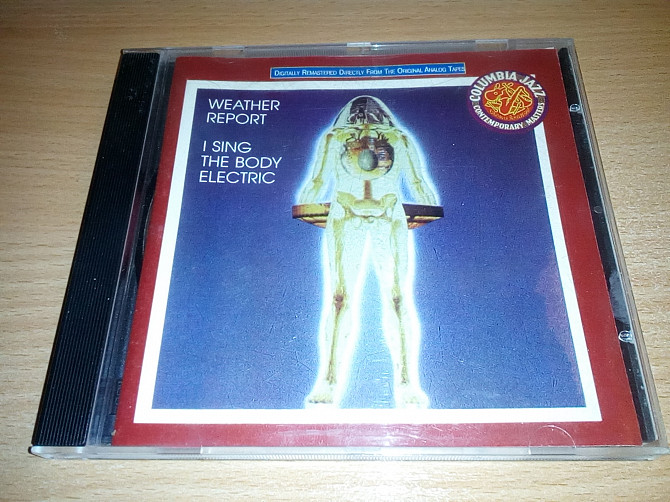 DIGITALLY REMASTERED DIRECTLY FROM THE ORIGINAL ANALOG TAPES
WEATHER
REPORT
I SING
THE BODY
ELECTRIC
COLUMBIA JAZZ
CONTEMPORARY MASTERS